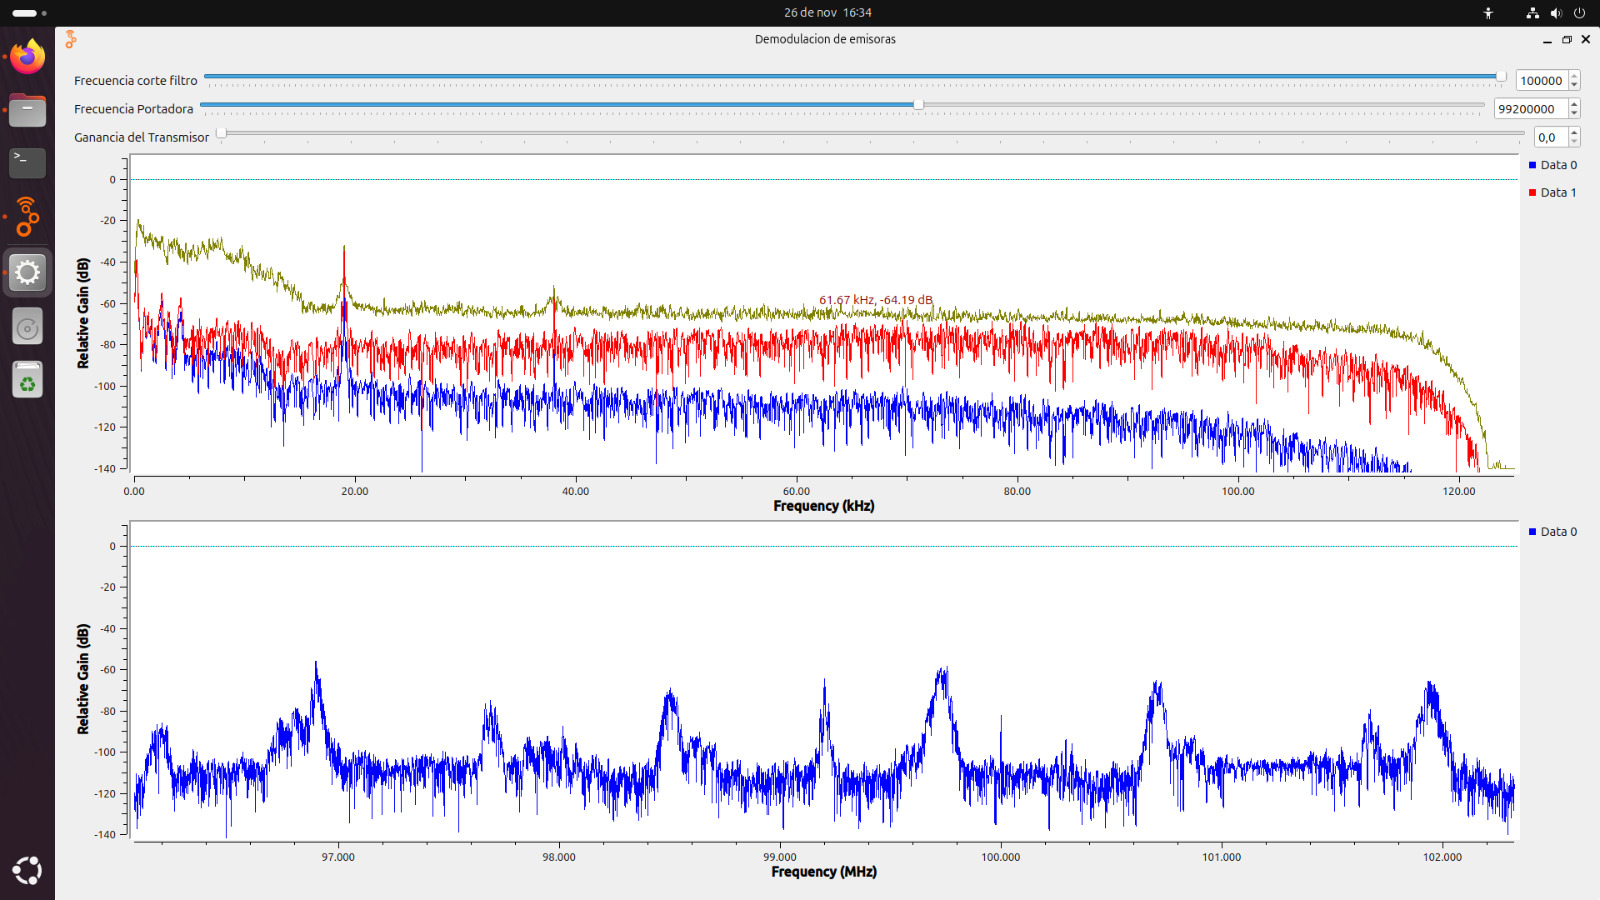 26 de nov 16:34
Demodulacion de emisoras
Frecuencia corte filtro 100000
Frecuencia Portadora 99200000
Ganancia del Transmisor 0,0
Data 0
Data 1
Relative Gain (dB)
0
-20
-40
-60
-80
-100
-120
-140
61.67 kHz, -64.19 dB
0.00 20.00 40.00 60.00 80.00 100.00 120.00
Frequency (kHz)
Data 0
Relative Gain (dB)
0
-20
-40
-60
-80
-100
-120
-140
97.000 98.000 99.000 100.000 101.000 102.000
Frequency (MHz)